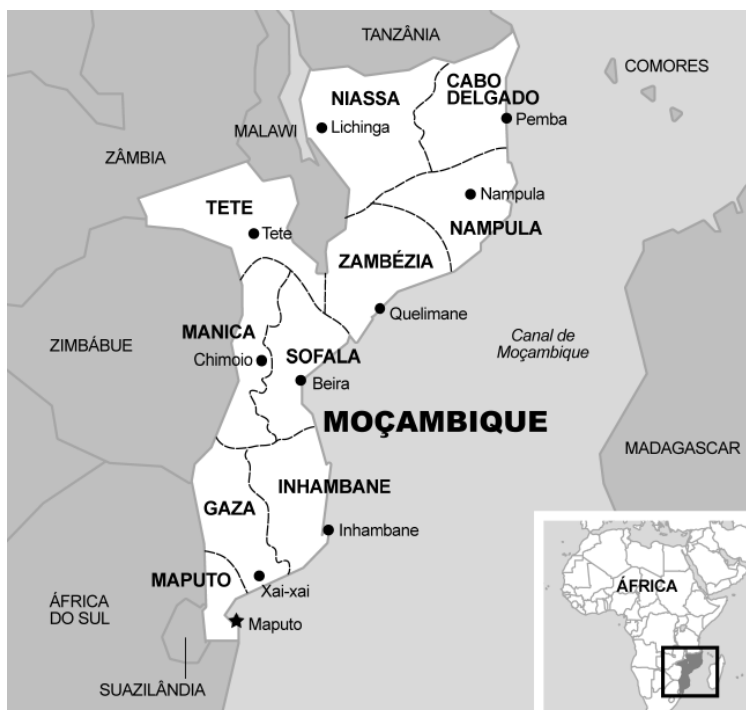 TANZÂNIA
COMORES
CABO
DELGADO
NIASSA
Pemba
Lichinga
MALAWI
ZÂMBIA
Nampula
TETE
NAMPULA
Tete
ZAMBÉZIA
Quelimane
MANICA
Canal de
Moçambique
ZIMBÁBUE
SOFALA
Chimoio
Beira
MOÇAMBIQUE
MADAGASCAR
INHAMBANE
GAZA
Inhambane
MAPUTO
Xai-xai
ÁFRICA
DO SUL
Maputo
SUAZILÂNDIA
ÁFRICA